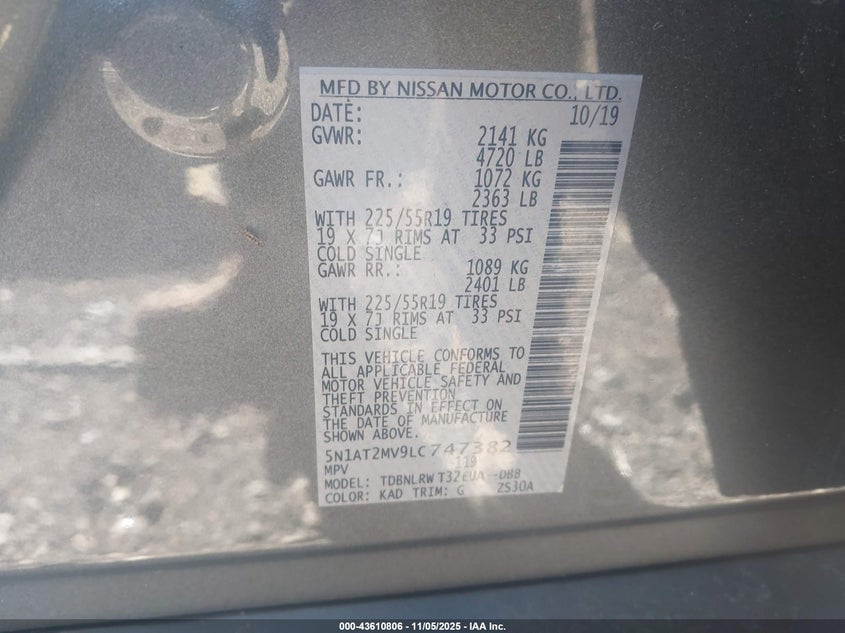 MFD BY NISSAN MOTOR CO., LTD.
DATE: 10/19
GVWR: 2141 KG
4720 LB
GAWR FR.: 1072 KG
2363 LB
WITH 225/55R19 TIRES
19 X 7J RIMS AT 33 PSI
COLD SINGLE
GAWR RR.: 1089 KG
2401 LB
WITH 225/55R19 TIRES
19 X 7J RIMS AT 33 PSI
COLD SINGLE
THIS VEHICLE CONFORMS TO
ALL APPLICABLE FEDERAL
MOTOR VEHICLE SAFETY AND
THEFT PREVENTION
STANDARDS IN EFFECT ON
THE DATE OF MANUFACTURE
SHOWN ABOVE.
5N1AT2MV9LC747382
MPV 119
MODEL: TDBNLRW T32EUA--DBB
COLOR: KAD TRIM: G ZS30A
000-43610806 - 11/05/2025 - IAA Inc.